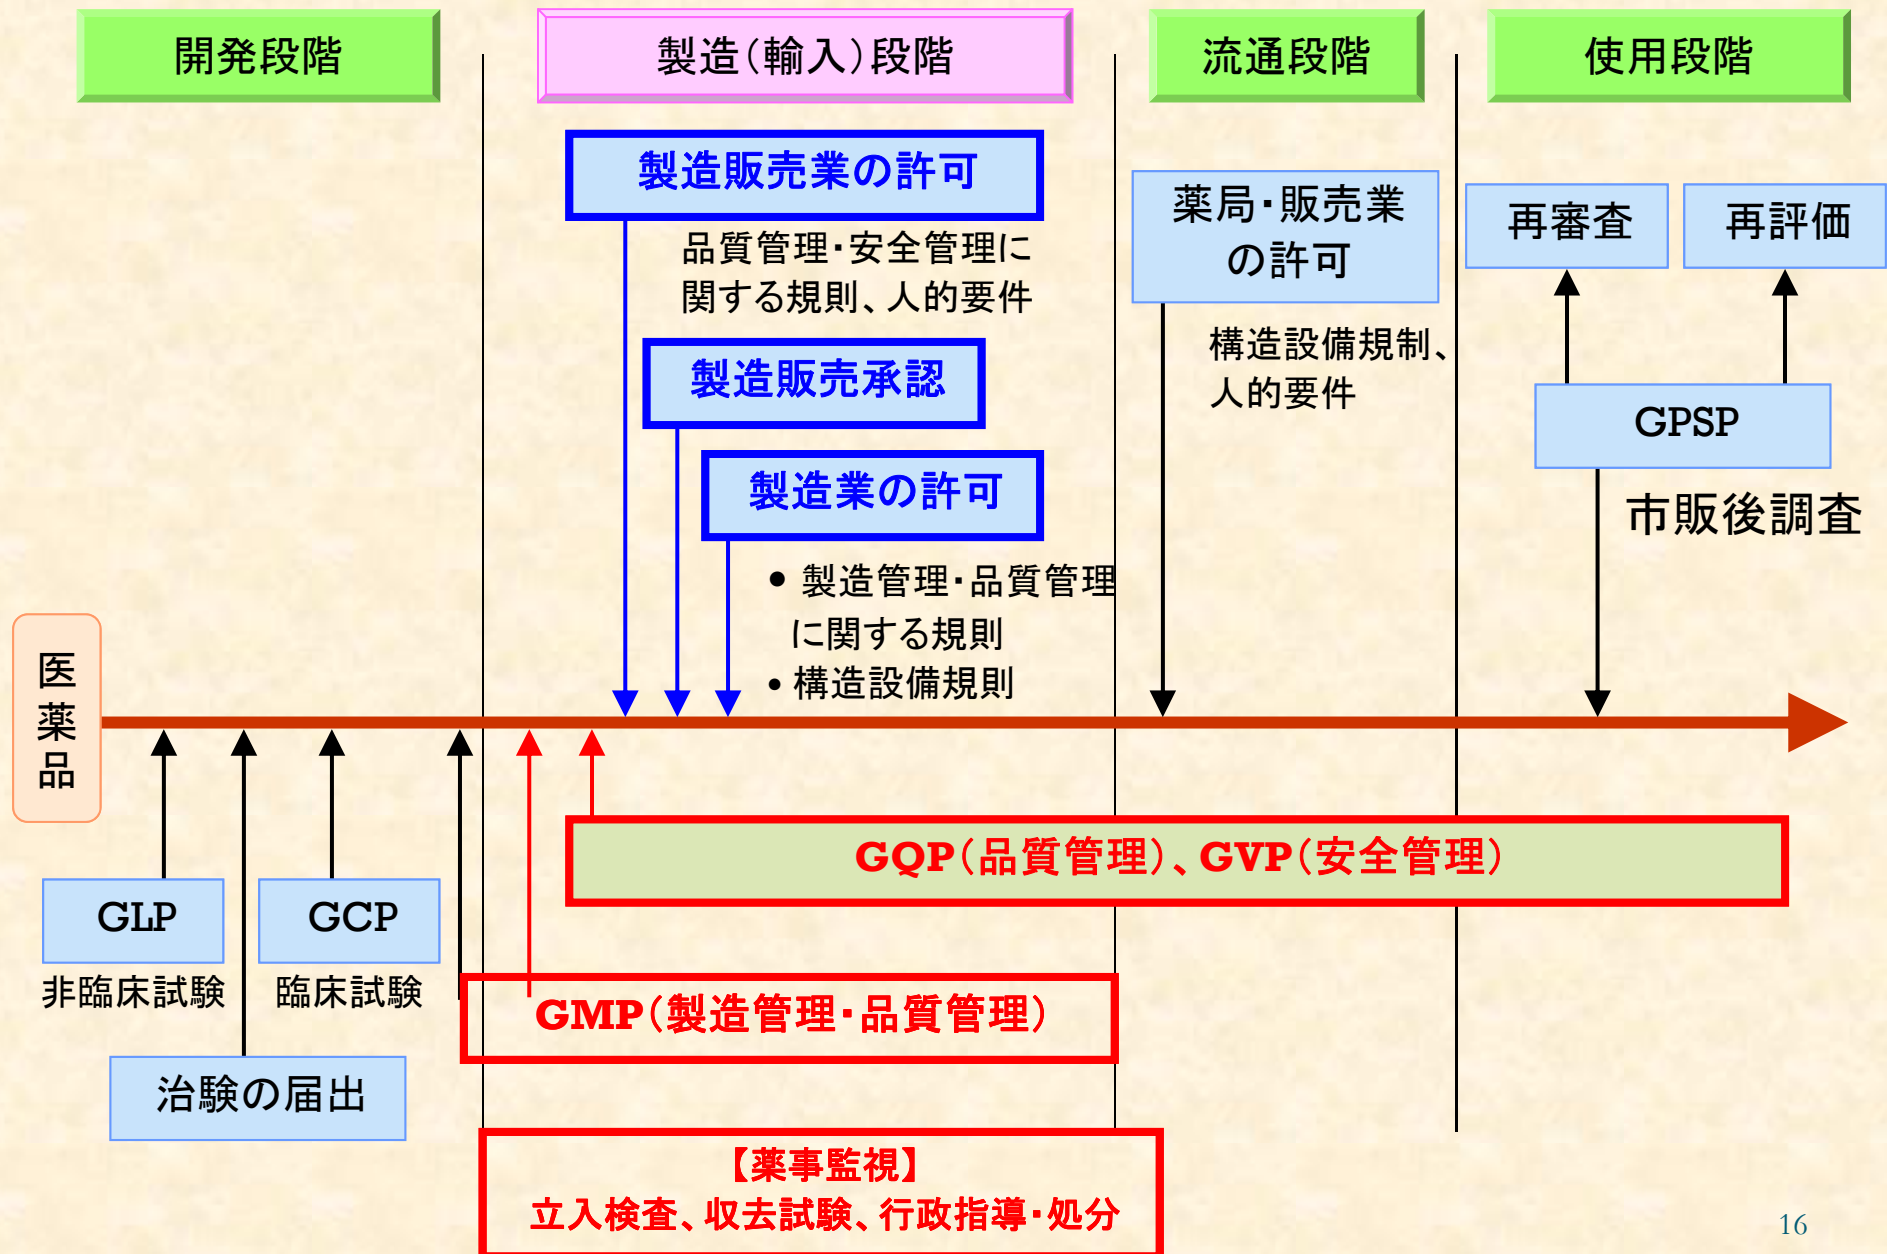 開発段階
製造(輸入)段階
流通段階
使用段階
製造販売業の許可
品質管理・安全管理に
関する規則、人的要件
製造販売承認
製造業の許可
• 製造管理・品質管理
に関する規則
• 構造設備規則
薬局・販売業
の許可
構造設備規制、
人的要件
再審査
再評価
GPSP
市販後調査
医
薬
品
GQP(品質管理)、GVP(安全管理)
GLP
非臨床試験
GCP
臨床試験
GMP(製造管理・品質管理)
治験の届出
【薬事監視】
立入検査、収去試験、行政指導・処分
16